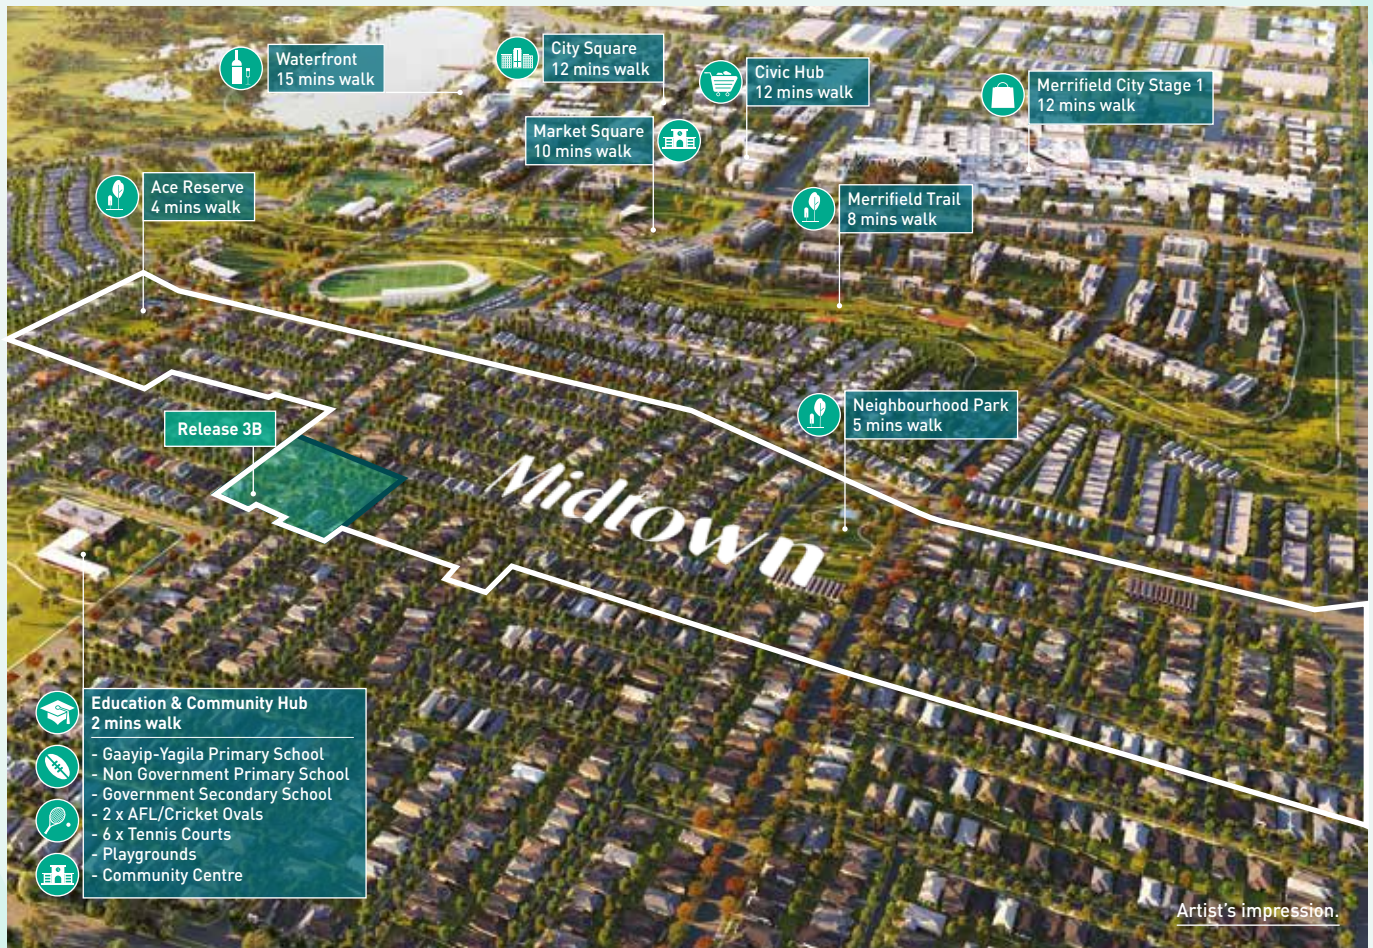 Waterfront
15 mins walk
City Square
12 mins walk
Civic Hub
12 mins walk
Merrifield City Stage 1
12 mins walk
Market Square
10 mins walk
Ace Reserve
4 mins walk
Merrifield Trail
8 mins walk
Release 3B
Neighbourhood Park
5 mins walk
Midtown
Education & Community Hub
2 mins walk
- Gaayip-Yagila Primary School
- Non Government Primary School
- Government Secondary School
- 2 x AFL/Cricket Ovals
- 6 x Tennis Courts
- Playgrounds
- Community Centre
Artist's impression.